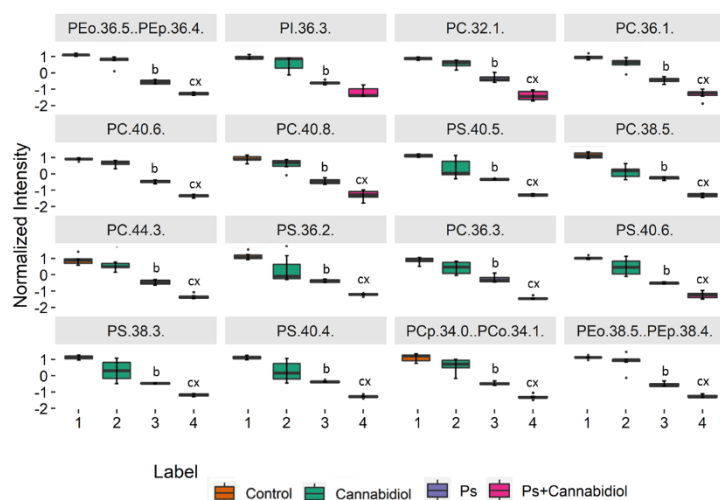 PEo.36.5..PEp.36.4. PI.36.3. PC.32.1. PC.36.1.
1 b
0
-1 cx
-2
b
b cx
b cx
PC.40.6. PC.40.8. PS.40.5. PC.38.5.
1
0 b cx
-1
-2
b cx
b cx
b cx
PC.44.3. PS.36.2. PC.36.3. PS.40.6.
1
0 b cx
-1
-2
b cx
b cx
b cx
PS.38.3. PS.40.4. PCp.34.0..PCo.34.1. PEo.38.5..PEp.38.4.
1
0 b cx
-1
-2
b cx
b cx
b cx
1 2 3 4 1 2 3 4 1 2 3 4 1 2 3 4
Normalized Intensity
Label
Control Cannabidiol Ps Ps+Cannabidiol